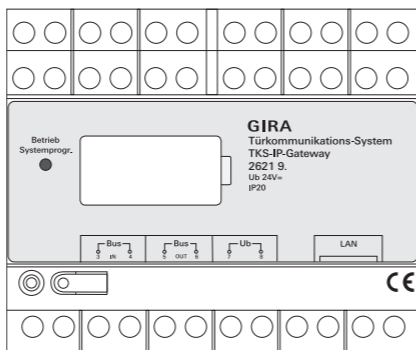 GIRA
Türkommunikations-System
TKS-IP-Gateway
2621 9.
Ub 24V=
IP20
Betrieb
Systemprogr.
Bus
3 IN 4
Bus
5 OUT 6
Ub
7 8
LAN
CE